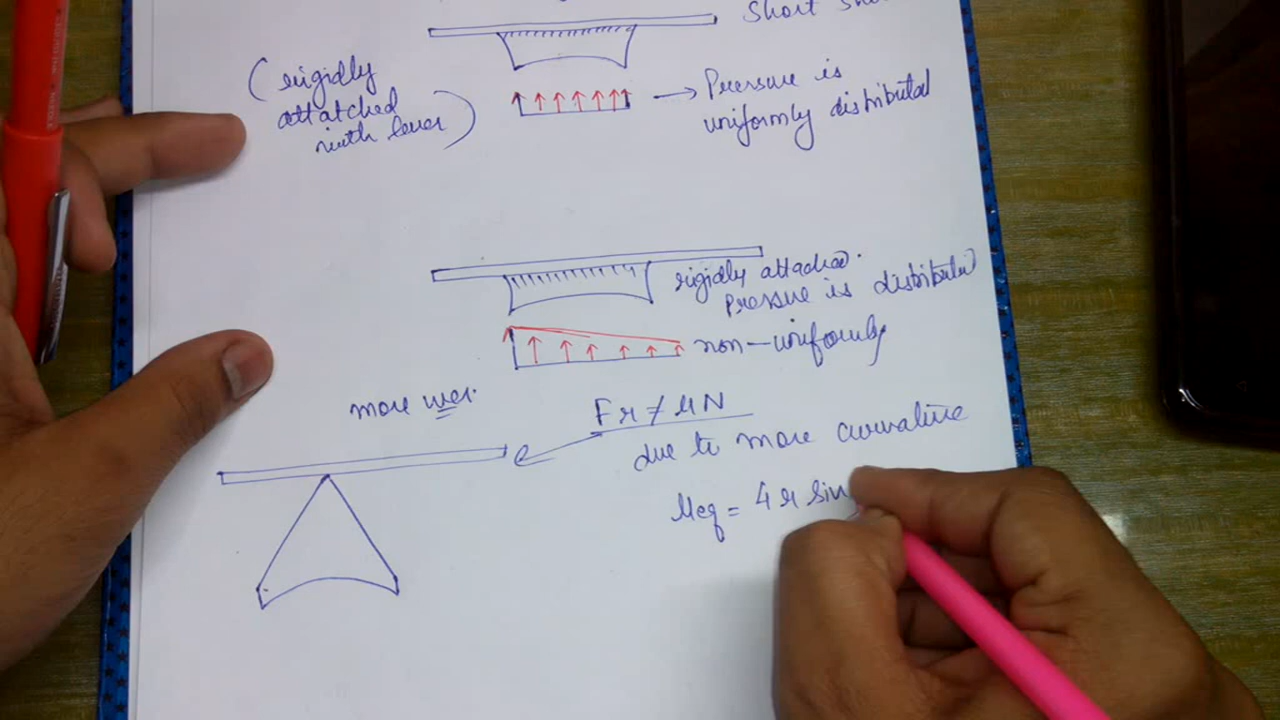 Short
(rigidly
attatched
with lever)
→ Pressure is
uniformly distributed
rigidly attached.
Pressure is distributed
non-uniformly
more wear.
Fr ≠ μN
due to more curvature
μeq = 4 μ sin